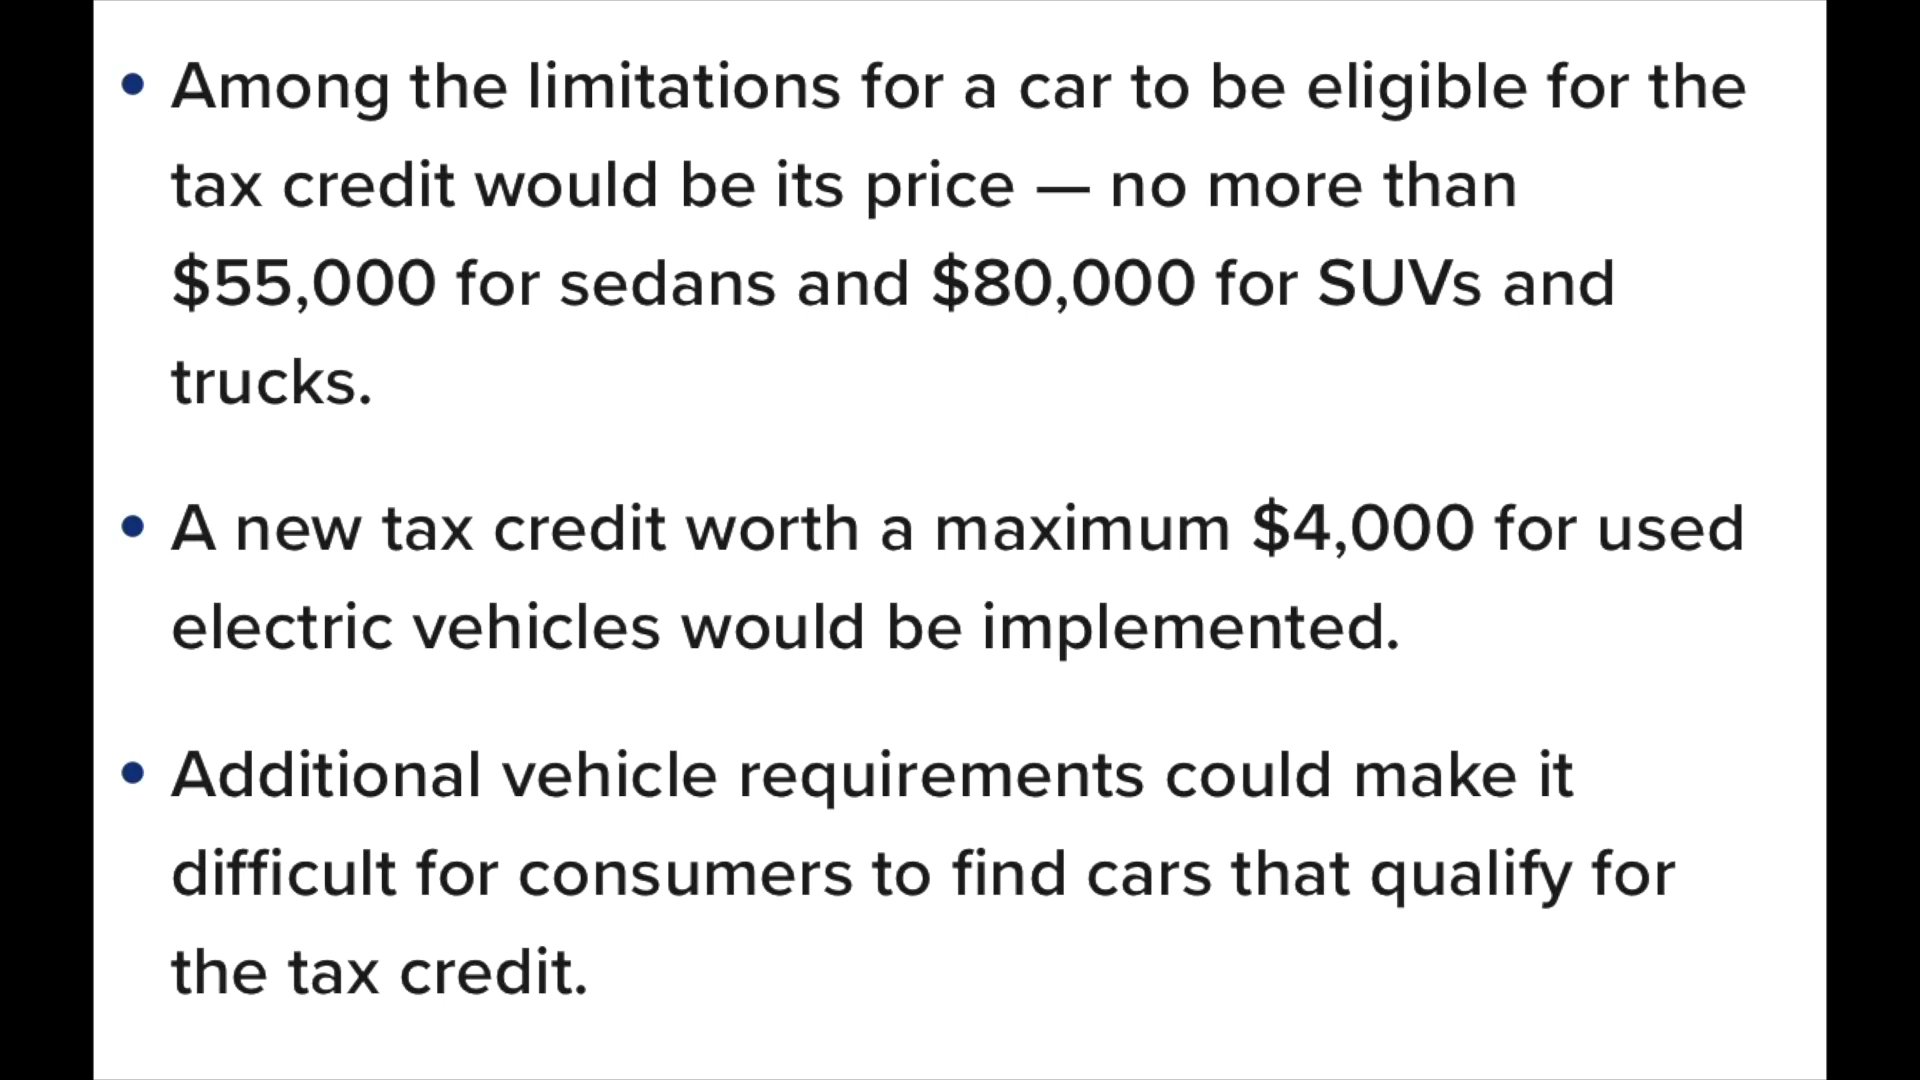 • Among the limitations for a car to be eligible for the
tax credit would be its price — no more than
$55,000 for sedans and $80,000 for SUVs and
trucks.
• A new tax credit worth a maximum $4,000 for used
electric vehicles would be implemented.
• Additional vehicle requirements could make it
difficult for consumers to find cars that qualify for
the tax credit.